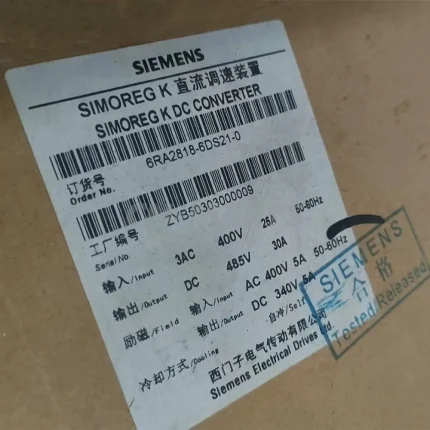 SIEMENS
SIMOREG K 直流调速装置
SIMOREG K DC CONVERTER
订货号 Order No. 6RA2818-6DS21-0
工厂编号 Serial No. ZYB50303000009
输入/Input 3AC 400V 25A 50-60Hz
输出/Output DC 485V 30A
励磁/Field 输出/Output AC 400V 5A 50-60Hz
DC 340V 5A
冷却方式/Cooling 自冷/Self
西门子电气传动有限公司
Siemens Electrical Drives Ltd.
SIEMENS
合格
Tested/Released